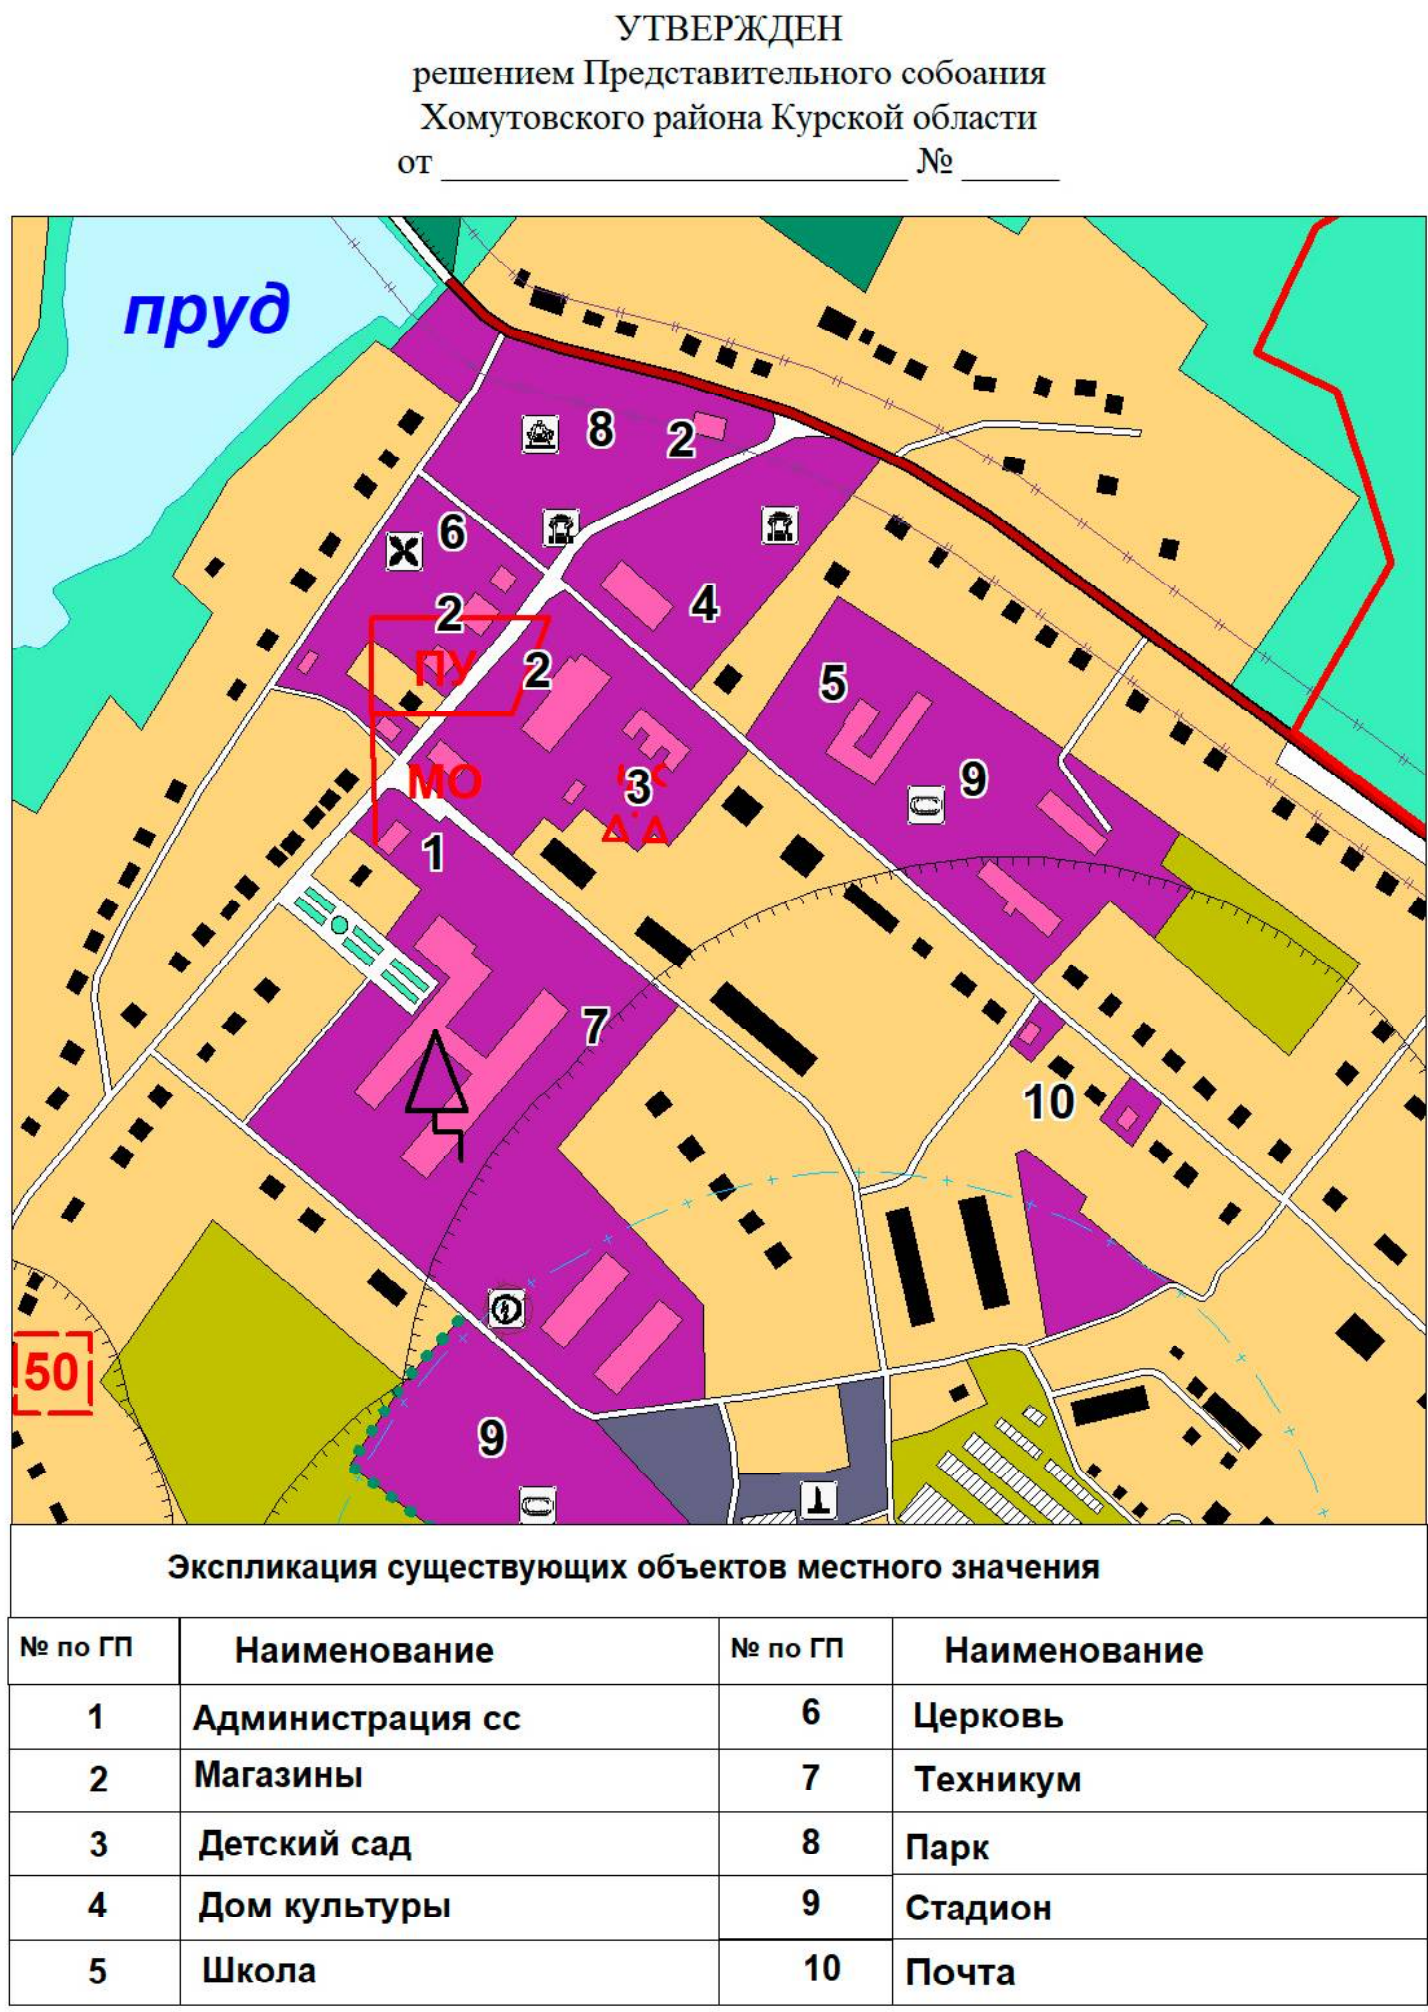 УТВЕРЖДЕН
решением Представительного собоания
Хомутовского района Курской области
от __________ № _____
пруд
8
2
6
4
2
ПУ
2
5
МО
3
9
1
Д.Д
7
10
50
9
Экспликация существующих объектов местного значения
№ по ГП Наименование № по ГП Наименование
1 Администрация сс 6 Церковь
2 Магазины 7 Техникум
3 Детский сад 8 Парк
4 Дом культуры 9 Стадион
5 Школа 10 Почта